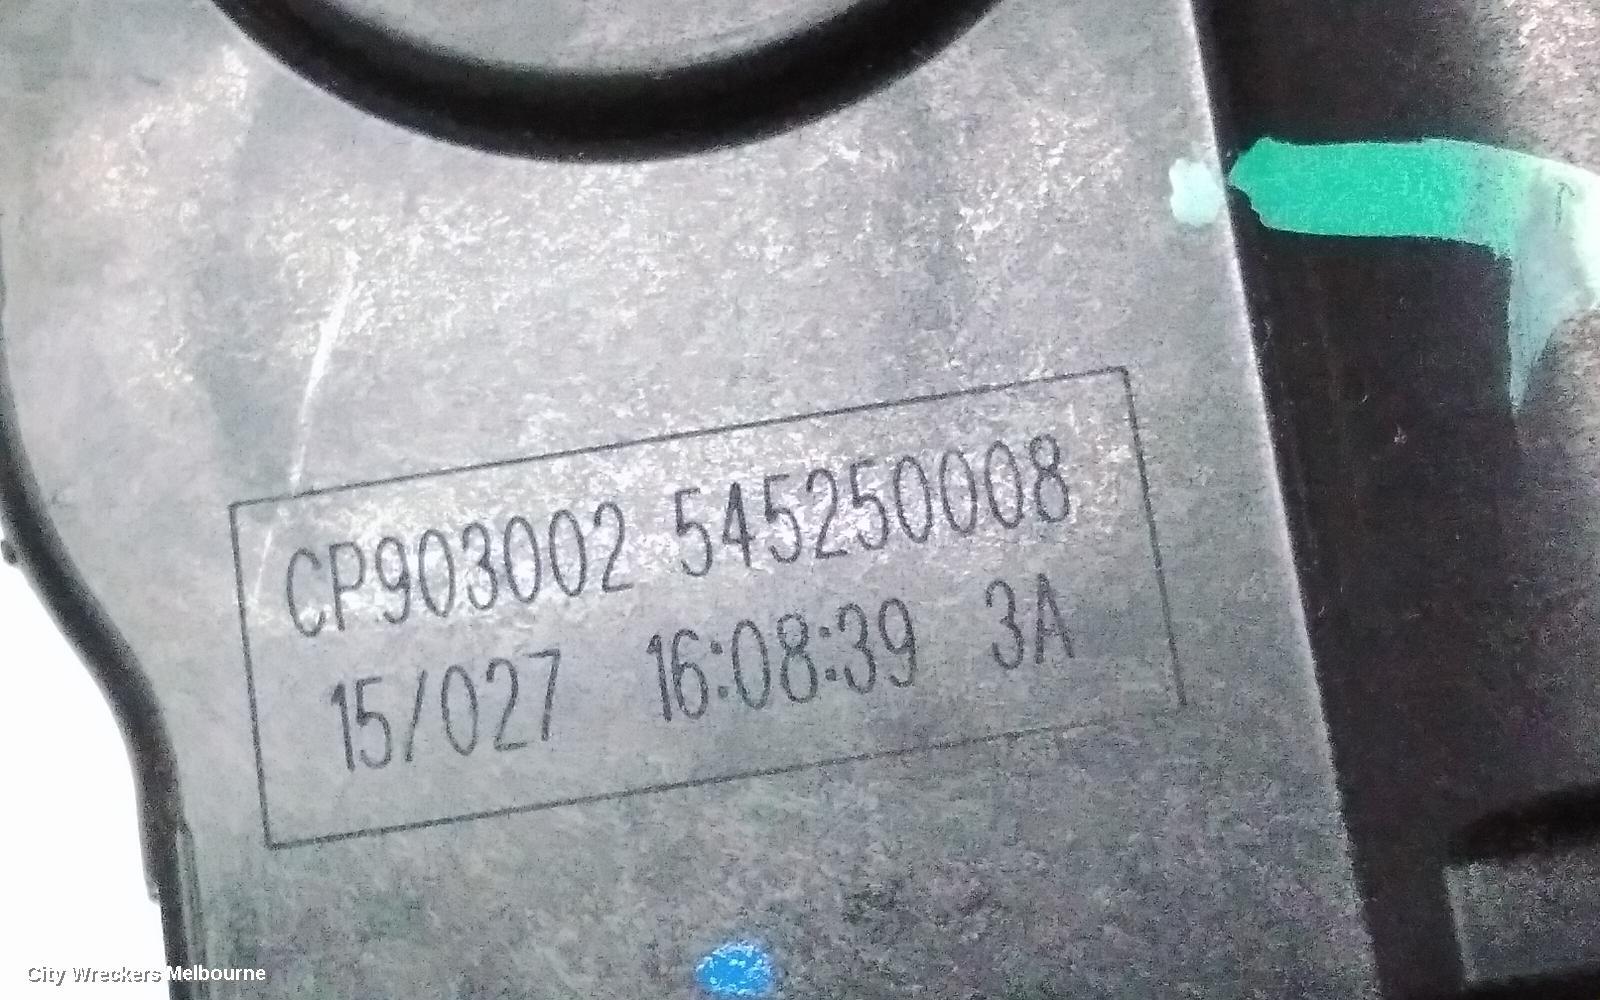 CP903002 545250008
15/027 16:08:39 3A
City Wreckers Melbourne